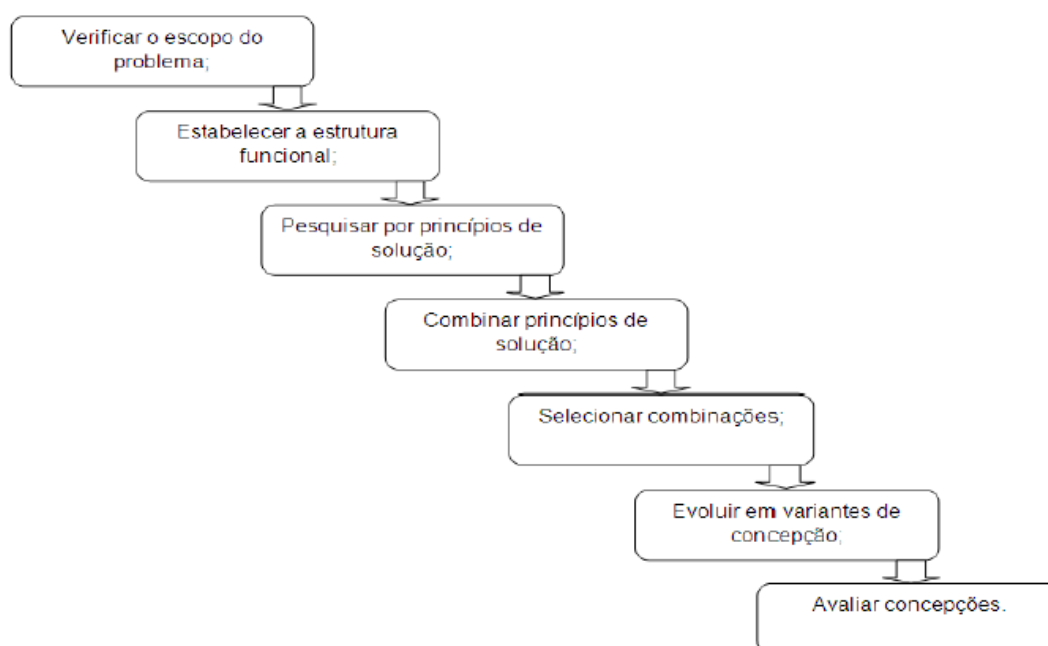 Verificar o escopo do
problema;
Estabelecer a estrutura
funcional;
Pesquisar por princípios de
solução;
Combinar princípios de
solução;
Selecionar combinações;
Evoluir em variantes de
concepção;
Avaliar concepções.